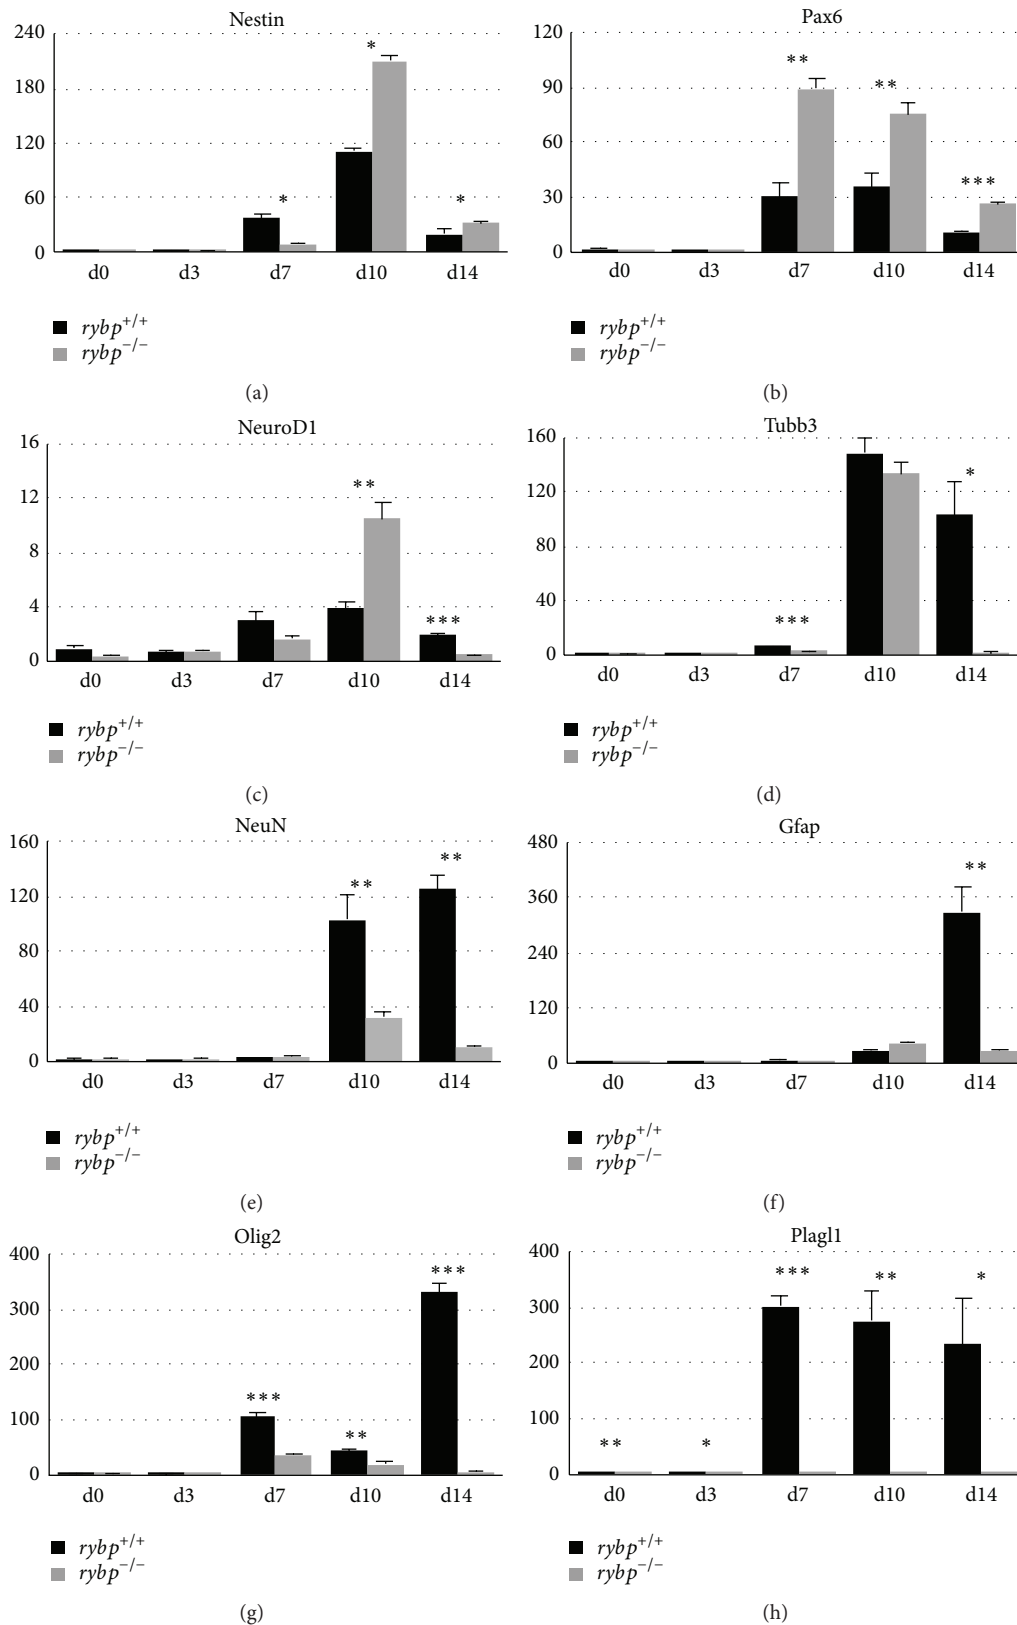 Nestin
240
180
120
60
0
*
*
*
d0 d3 d7 d10 d14
rybp+/+
rybp−/−
(a)
Pax6
120
90
60
30
0
**
**
***
d0 d3 d7 d10 d14
rybp+/+
rybp−/−
(b)
NeuroD1
16
12
8
4
0
**
***
d0 d3 d7 d10 d14
rybp+/+
rybp−/−
(c)
Tubb3
160
120
80
40
0
***
*
d0 d3 d7 d10 d14
rybp+/+
rybp−/−
(d)
NeuN
160
120
80
40
0
**
**
d0 d3 d7 d10 d14
rybp+/+
rybp−/−
(e)
Gfap
480
360
240
120
0
**
d0 d3 d7 d10 d14
rybp+/+
rybp−/−
(f)
Olig2
400
300
200
100
0
***
**
***
d0 d3 d7 d10 d14
rybp+/+
rybp−/−
(g)
Plagl1
400
300
200
100
0
**
*
***
**
*
d0 d3 d7 d10 d14
rybp+/+
rybp−/−
(h)